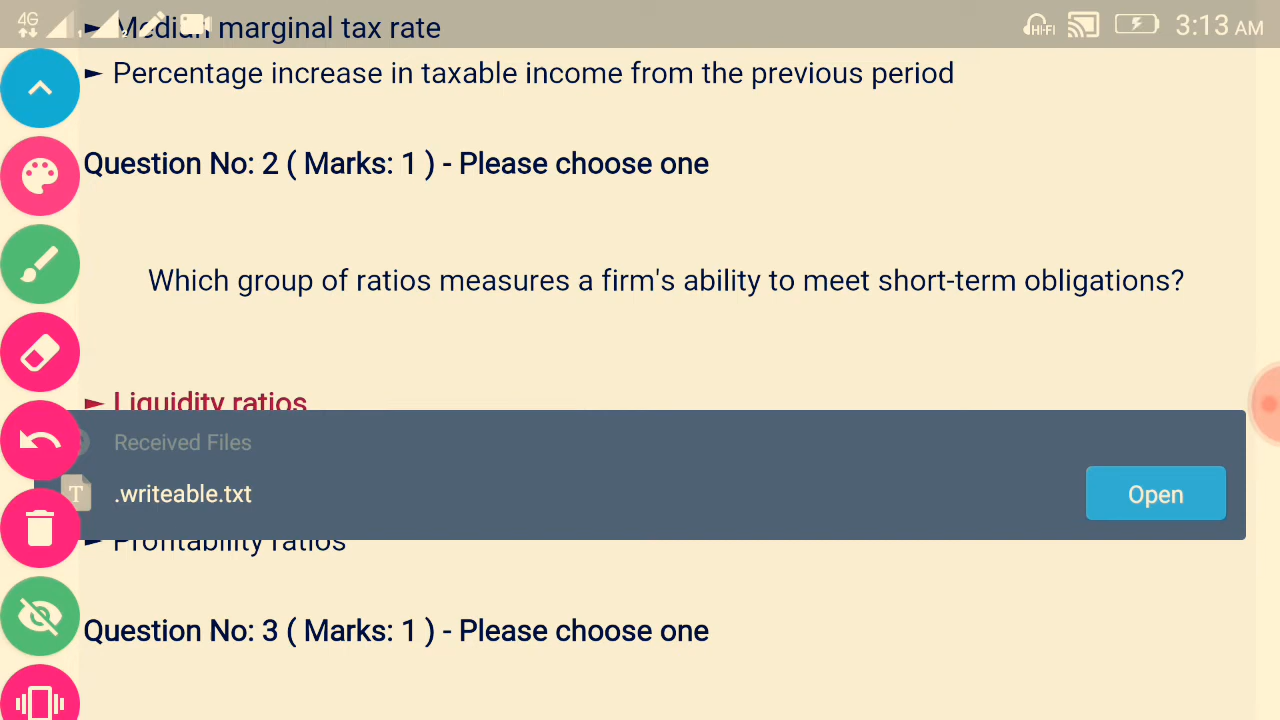 4G 3:13 AM
HI-FI
► Median marginal tax rate
► Percentage increase in taxable income from the previous period
Question No: 2 ( Marks: 1 ) - Please choose one
Which group of ratios measures a firm's ability to meet short-term obligations?
► Liquidity ratios
Received Files
T .writeable.txt
Open
► Profitability ratios
Question No: 3 ( Marks: 1 ) - Please choose one